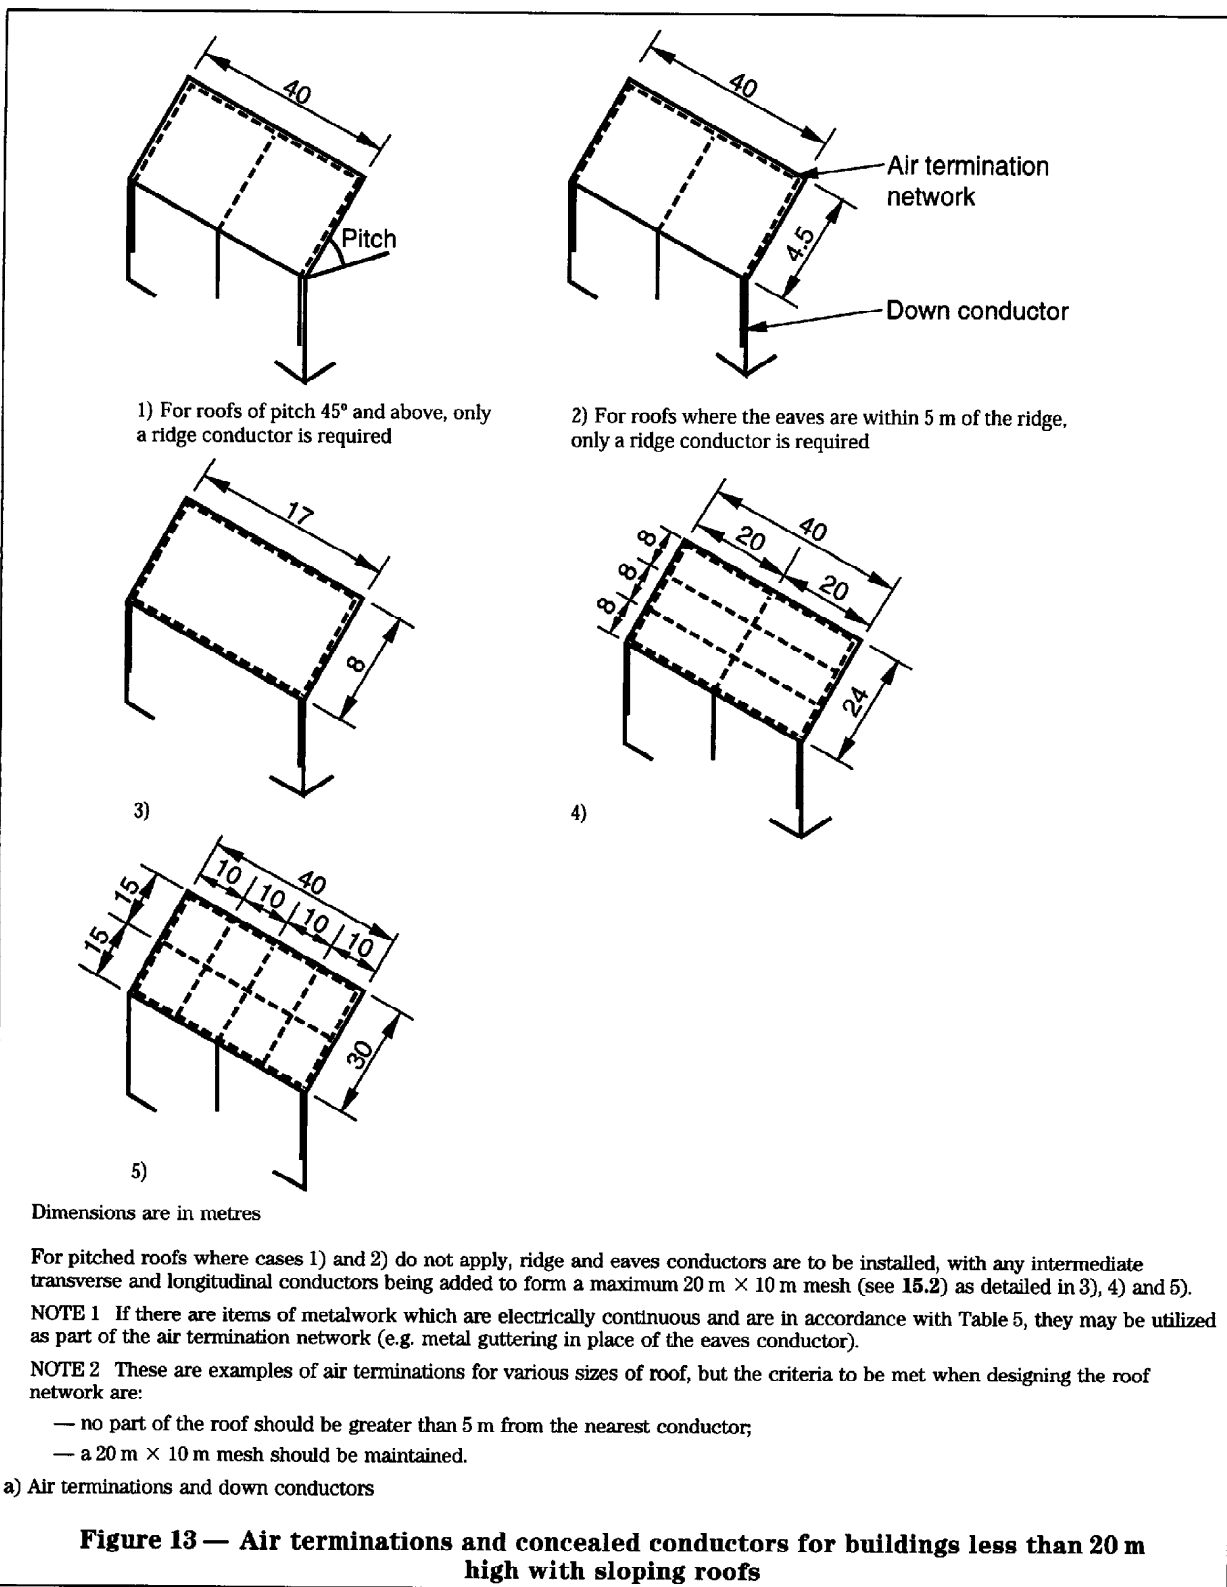 40
40
Air termination
network
Pitch
4.5
Down conductor
1) For roofs of pitch 45º and above, only
a ridge conductor is required
2) For roofs where the eaves are within 5 m of the ridge,
only a ridge conductor is required
17
8
3)
40
20
20
8
8
8
24
4)
40
10
10
10
10
15
15
30
5)
Dimensions are in metres
For pitched roofs where cases 1) and 2) do not apply, ridge and eaves conductors are to be installed, with any intermediate
transverse and longitudinal conductors being added to form a maximum 20 m × 10 m mesh (see 15.2) as detailed in 3), 4) and 5).
NOTE 1 If there are items of metalwork which are electrically continuous and are in accordance with Table 5, they may be utilized
as part of the air termination network (e.g. metal guttering in place of the eaves conductor).
NOTE 2 These are examples of air terminations for various sizes of roof, but the criteria to be met when designing the roof
network are:
— no part of the roof should be greater than 5 m from the nearest conductor;
— a 20 m × 10 m mesh should be maintained.
a) Air terminations and down conductors
Figure 13 — Air terminations and concealed conductors for buildings less than 20 m
high with sloping roofs